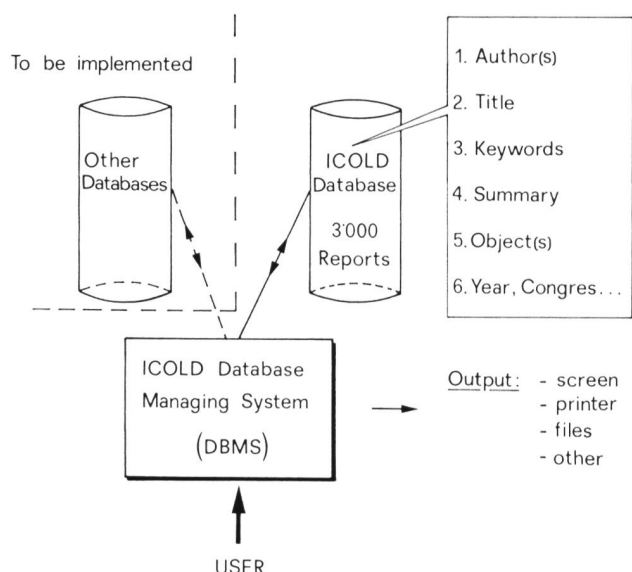 To be implemented
Other
Databases
ICOLD
Database
3'000
Reports
1. Author(s)
2. Title
3. Keywords
4. Summary
5. Object(s)
6. Year, Congres...
ICOLD Database
Managing System
(DBMS)
Output: - screen
- printer
- files
- other
USER